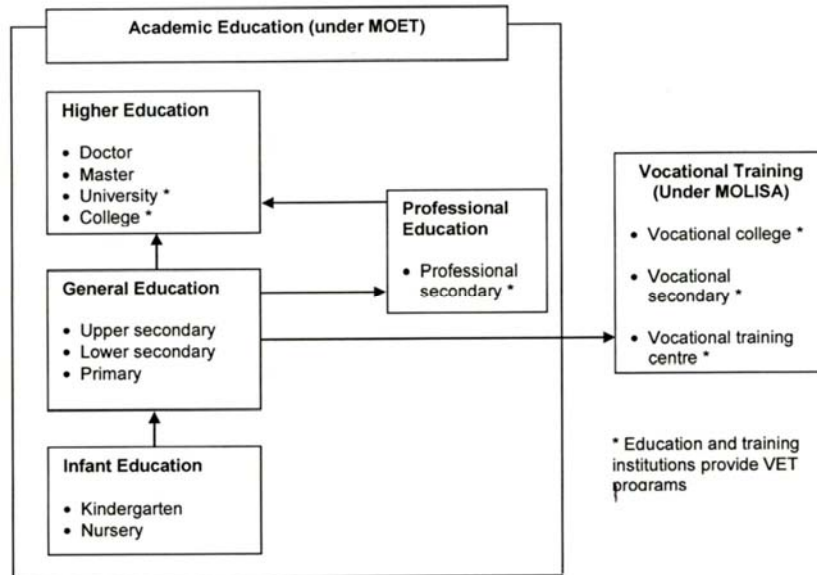 Academic Education (under MOET)
Higher Education
• Doctor
• Master
• University *
• College *
Professional
Education
• Professional
secondary *
General Education
• Upper secondary
• Lower secondary
• Primary
Infant Education
• Kindergarten
• Nursery
Vocational Training
(Under MOLISA)
• Vocational college *
• Vocational
secondary *
• Vocational training
centre *
* Education and training
institutions provide VET
programs